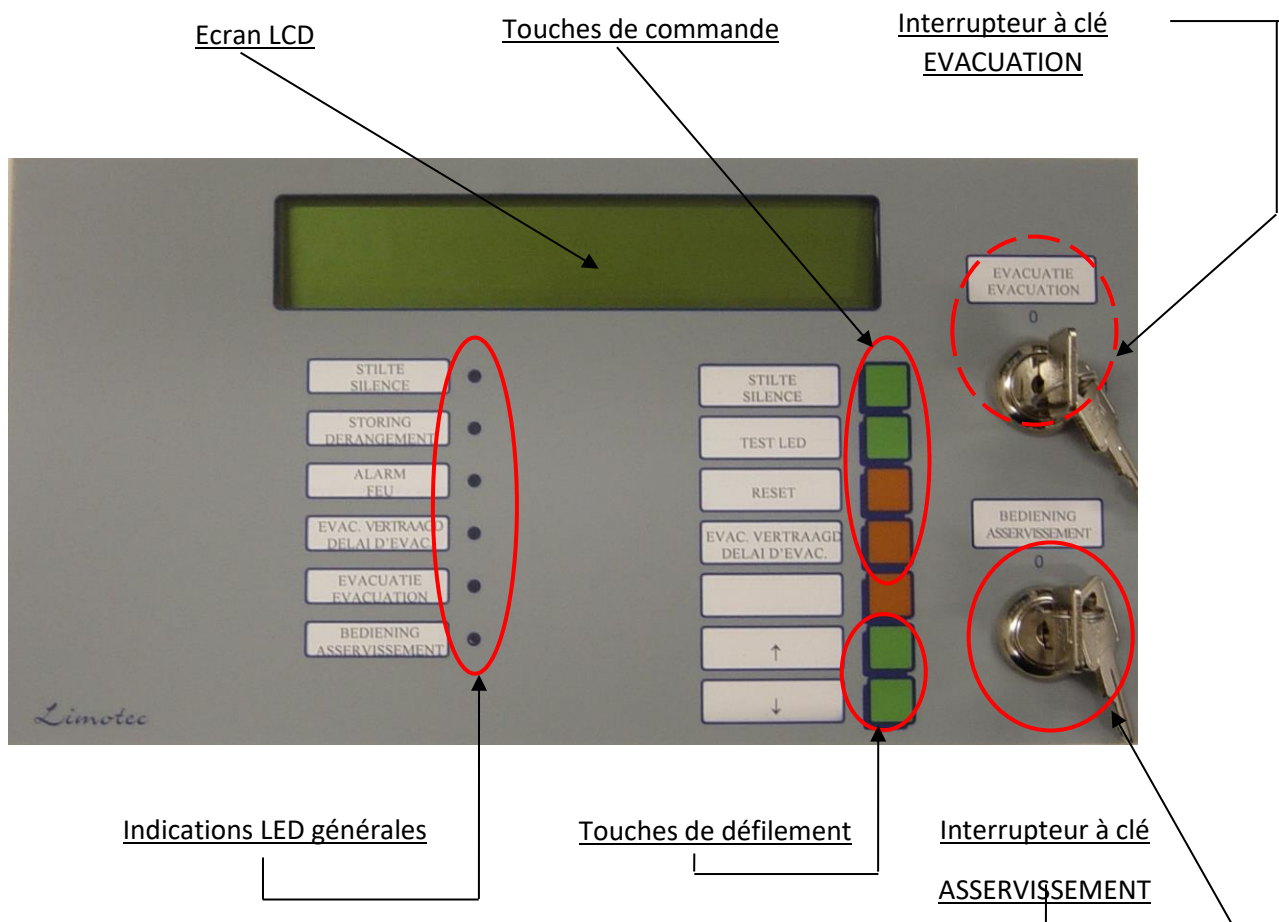 Ecran LCD
Touches de commande
Interrupteur à clé
EVACUATION
EVACUATIE
EVACUATION
0
STILTE
SILENCE
STORING
DERANGEMENT
ALARM
FEU
EVAC. VERTRAAGD
DELAI D'EVAC.
EVACUATIE
EVACUATION
BEDIENING
ASSERVISSEMENT
STILTE
SILENCE
TEST LED
RESET
EVAC. VERTRAAGD
DELAI D'EVAC.
↑
↓
BEDIENING
ASSERVISSEMENT
0
Limotec
Indications LED générales
Touches de défilement
Interrupteur à clé
ASSERVISSEMENT